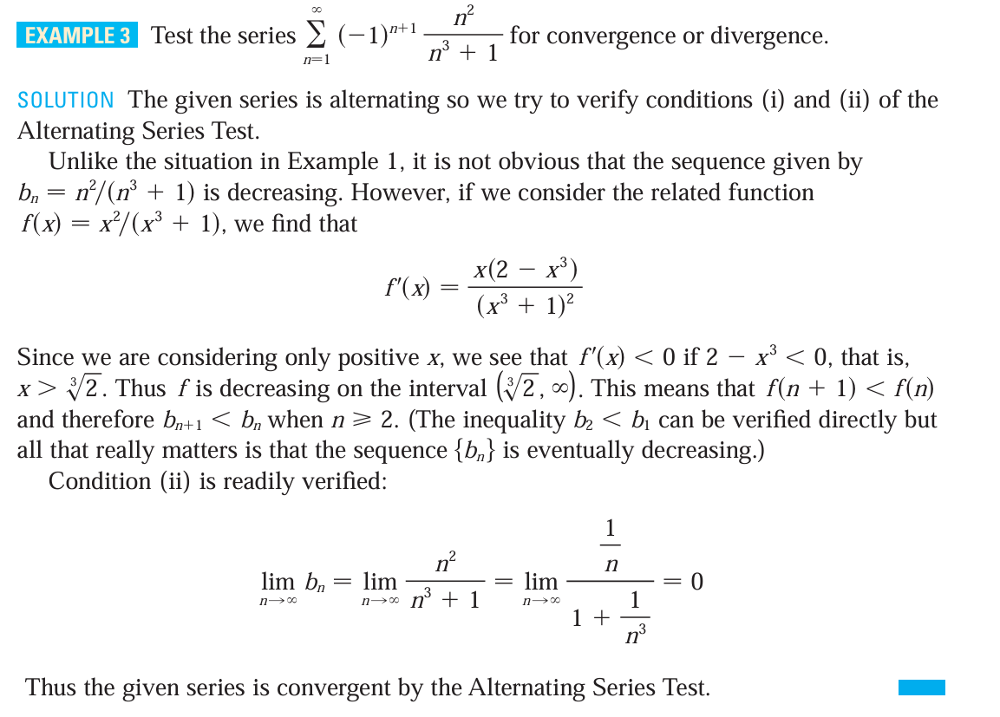 EXAMPLE 3 Test the series $\sum_{n=1}^{\infty} (-1)^{n+1} \frac{n^2}{n^3 + 1}$ for convergence or divergence.
SOLUTION The given series is alternating so we try to verify conditions (i) and (ii) of the
Alternating Series Test.
Unlike the situation in Example 1, it is not obvious that the sequence given by
$b_n = n^2/(n^3 + 1)$ is decreasing. However, if we consider the related function
$f(x) = x^2/(x^3 + 1)$, we find that
$f'(x) = \frac{x(2 - x^3)}{(x^3 + 1)^2}$
Since we are considering only positive $x$, we see that $f'(x) < 0$ if $2 - x^3 < 0$, that is,
$x > \sqrt[3]{2}$. Thus $f$ is decreasing on the interval $(\sqrt[3]{2}, \infty)$. This means that $f(n + 1) < f(n)$
and therefore $b_{n+1} < b_n$ when $n \geq 2$. (The inequality $b_2 < b_1$ can be verified directly but
all that really matters is that the sequence $\{b_n\}$ is eventually decreasing.)
Condition (ii) is readily verified:
$\lim_{n \to \infty} b_n = \lim_{n \to \infty} \frac{n^2}{n^3 + 1} = \lim_{n \to \infty} \frac{\frac{1}{n}}{1 + \frac{1}{n^3}} = 0$
Thus the given series is convergent by the Alternating Series Test.